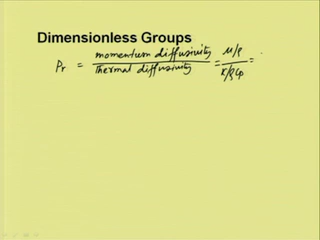 Dimensionless Groups
Pr = momentum diffusivity / Thermal diffusivity = μ/ρ / κ/ρCp =